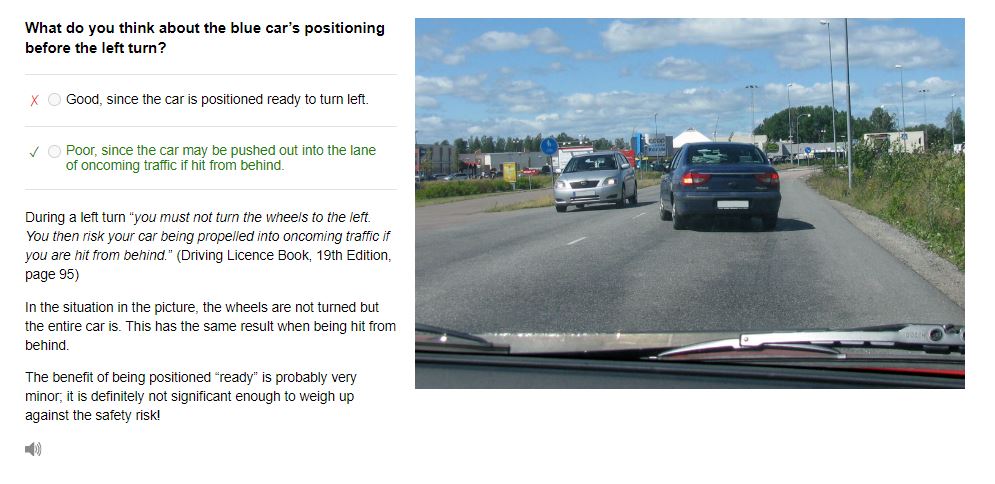 What do you think about the blue car’s positioning
before the left turn?
✗ Good, since the car is positioned ready to turn left.
✓ Poor, since the car may be pushed out into the lane
of oncoming traffic if hit from behind.
During a left turn “you must not turn the wheels to the left.
You then risk your car being propelled into oncoming traffic if
you are hit from behind.” (Driving Licence Book, 19th Edition,
page 95)
In the situation in the picture, the wheels are not turned but
the entire car is. This has the same result when being hit from
behind.
The benefit of being positioned “ready” is probably very
minor; it is definitely not significant enough to weigh up
against the safety risk!